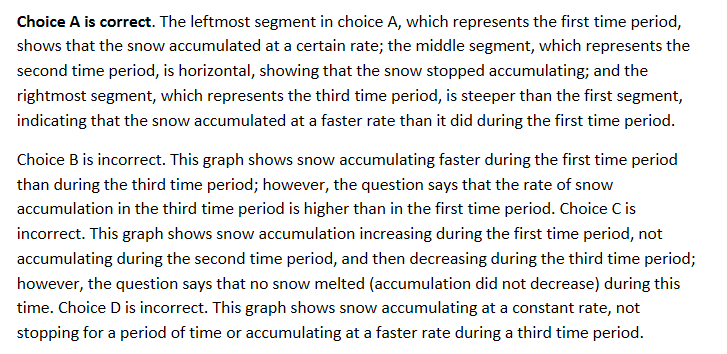 Choice A is correct. The leftmost segment in choice A, which represents the first time period,
shows that the snow accumulated at a certain rate; the middle segment, which represents the
second time period, is horizontal, showing that the snow stopped accumulating; and the
rightmost segment, which represents the third time period, is steeper than the first segment,
indicating that the snow accumulated at a faster rate than it did during the first time period.
Choice B is incorrect. This graph shows snow accumulating faster during the first time period
than during the third time period; however, the question says that the rate of snow
accumulation in the third time period is higher than in the first time period. Choice C is
incorrect. This graph shows snow accumulation increasing during the first time period, not
accumulating during the second time period, and then decreasing during the third time period;
however, the question says that no snow melted (accumulation did not decrease) during this
time. Choice D is incorrect. This graph shows snow accumulating at a constant rate, not
stopping for a period of time or accumulating at a faster rate during a third time period.